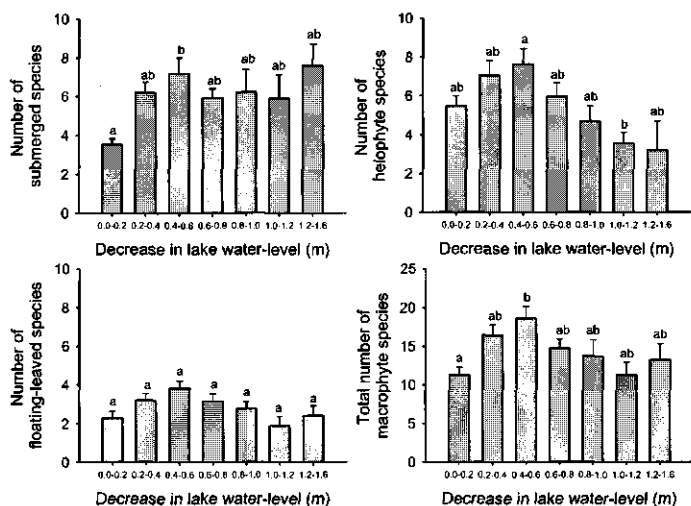 Number of
submerged species
10
8
6
4
2
0
a
ab
b
ab
ab
ab
ab
0.0-0.2 0.2-0.4 0.4-0.6 0.6-0.8 0.8-1.0 1.0-1.2 1.2-1.6
Decrease in lake water-level (m)
Number of
helophyte species
10
8
6
4
2
0
ab
ab
a
ab
ab
b
ab
0.0-0.2 0.2-0.4 0.4-0.6 0.6-0.8 0.8-1.0 1.0-1.2 1.2-1.6
Decrease in lake water-level (m)
Number of
floating-leaved species
10
8
6
4
2
0
a
a
a
a
a
a
a
0.0-0.2 0.2-0.4 0.4-0.6 0.6-0.8 0.8-1.0 1.0-1.2 1.2-1.6
Decrease in lake water-level (m)
Total number of
macrophyte species
25
20
15
10
5
0
a
ab
b
ab
ab
ab
ab
0.0-0.2 0.2-0.4 0.4-0.6 0.6-0.8 0.8-1.0 1.0-1.2 1.2-1.6
Decrease in lake water-level (m)